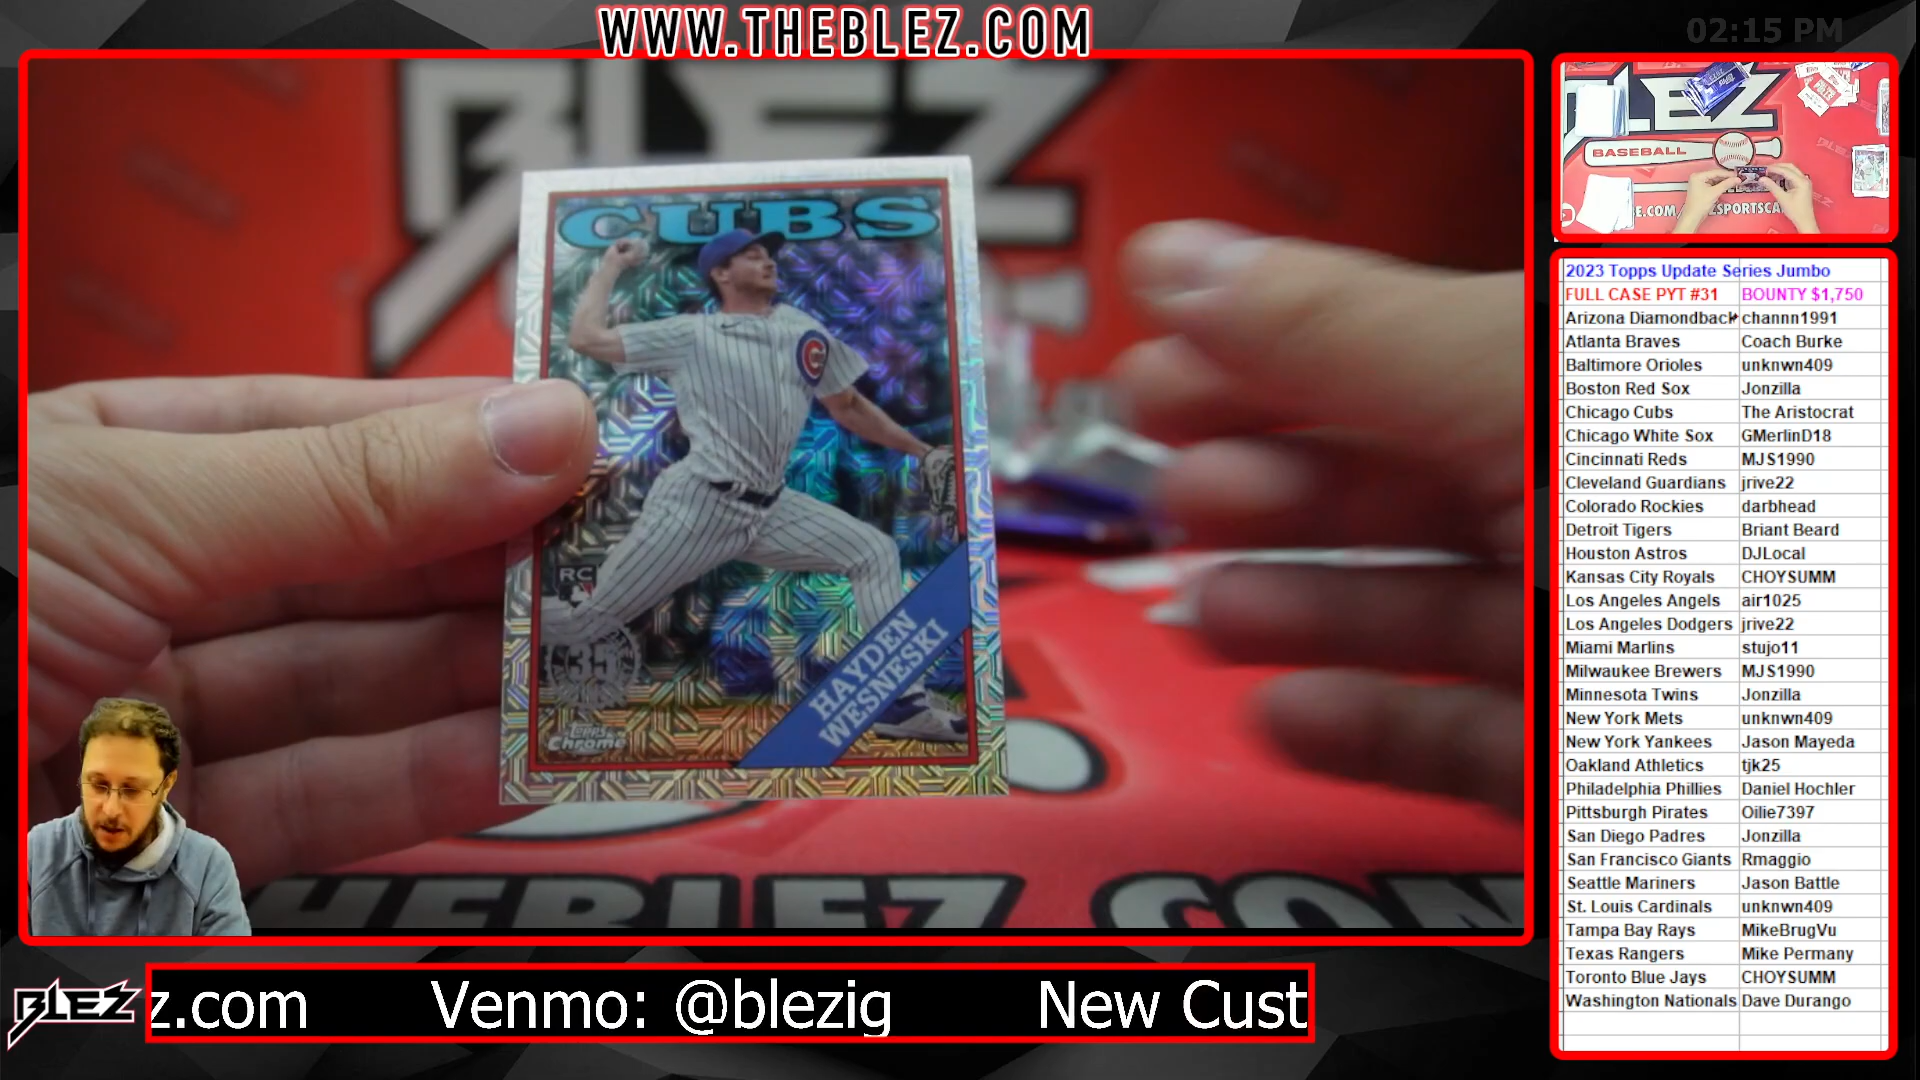 WWW.THEBLEZ.COM
02:15 PM
BLEZ
CUBS
RC
35
Topps
Chrome
HAYDEN
WESNESKI
THEBLEZ.COM
BLEZ
BASEBALL
2023 Topps Update Series Jumbo
FULL CASE PYT #31 BOUNTY $1,750
Arizona Diamondback channn1991
Atlanta Braves Coach Burke
Baltimore Orioles unknwn409
Boston Red Sox Jonzilla
Chicago Cubs The Aristocrat
Chicago White Sox GMerlinD18
Cincinnati Reds MJS1990
Cleveland Guardians jrive22
Colorado Rockies darbhead
Detroit Tigers Briant Beard
Houston Astros DJLocal
Kansas City Royals CHOYSUMM
Los Angeles Angels air1025
Los Angeles Dodgers jrive22
Miami Marlins stujo11
Milwaukee Brewers MJS1990
Minnesota Twins Jonzilla
New York Mets unknwn409
New York Yankees Jason Mayeda
Oakland Athletics tjk25
Philadelphia Phillies Daniel Hochler
Pittsburgh Pirates Oilie7397
San Diego Padres Jonzilla
San Francisco Giants Rmaggio
Seattle Mariners Jason Battle
St. Louis Cardinals unknwn409
Tampa Bay Rays MikeBrugVu
Texas Rangers Mike Permany
Toronto Blue Jays CHOYSUMM
Washington Nationals Dave Durango
BLEZ
z.com Venmo: @blezig New Cust